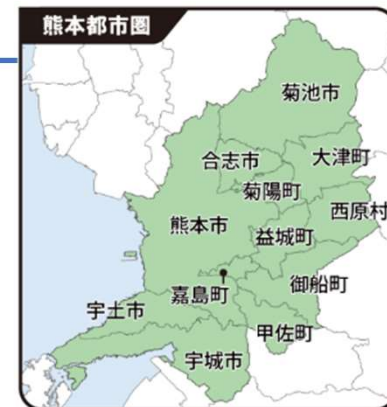 熊本都市圏
菊池市
合志市
大津町
菊陽町
西原村
熊本市
益城町
御船町
嘉島町
宇土市
甲佐町
宇城市